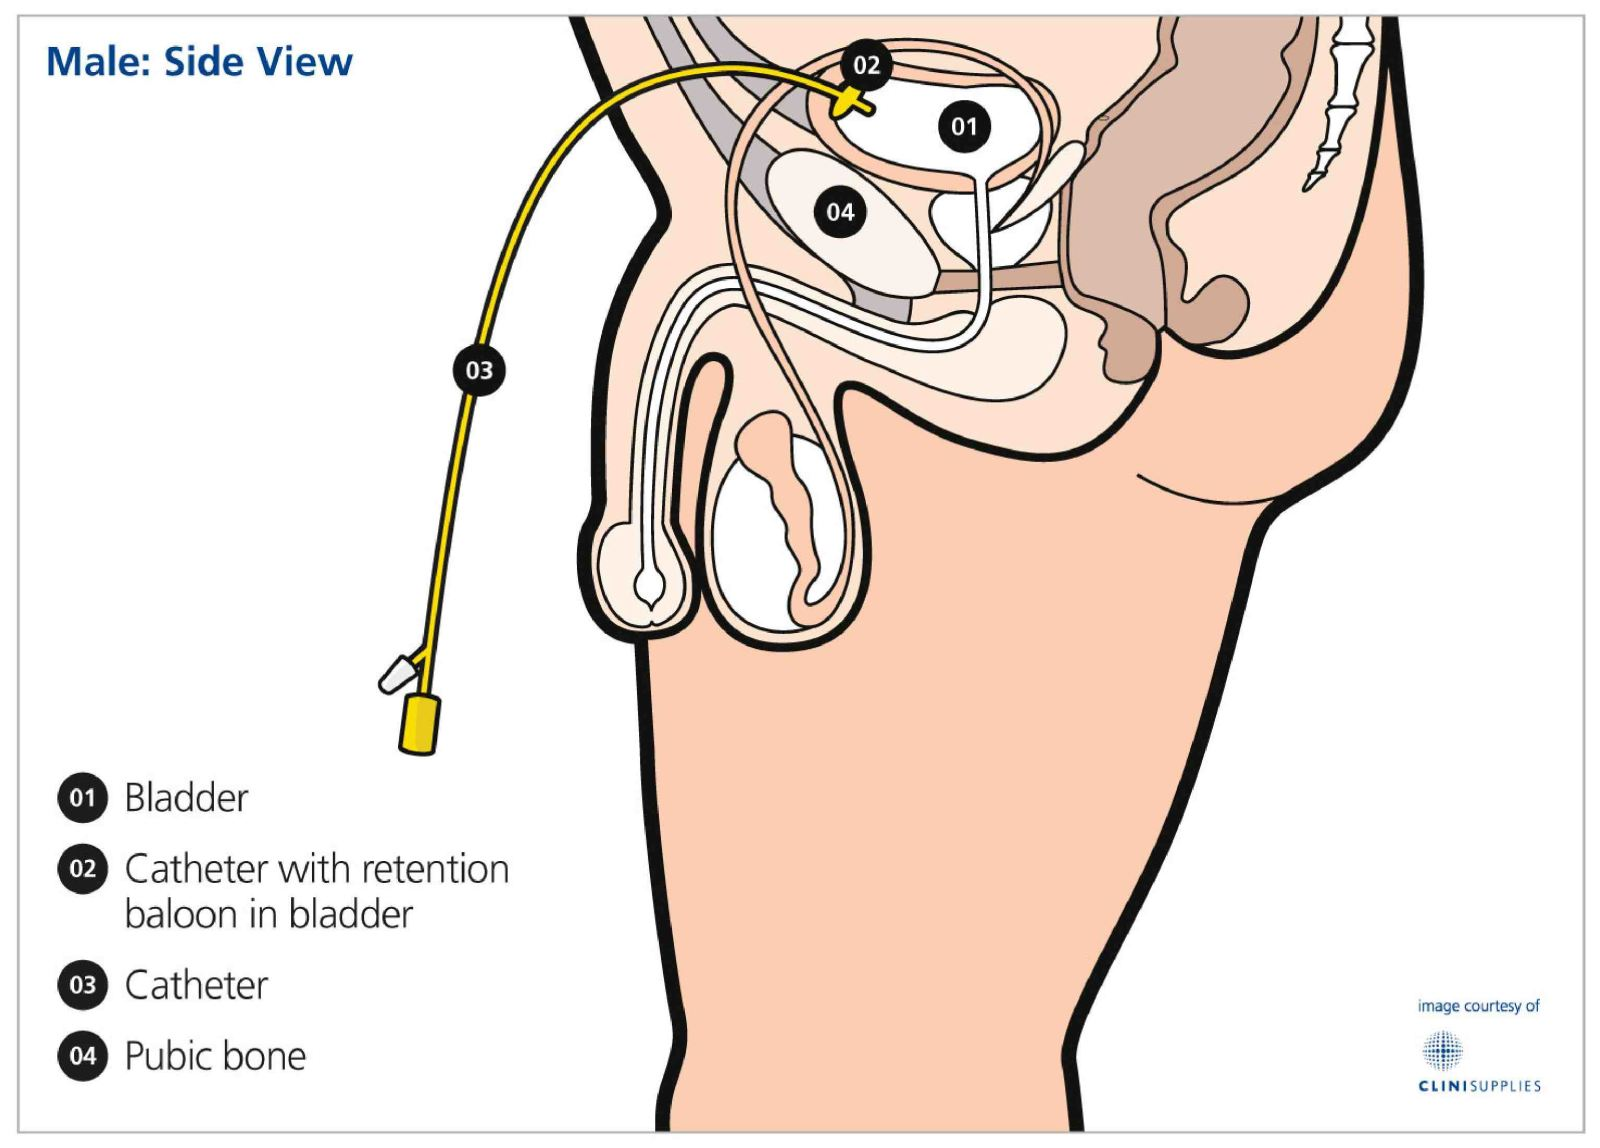 Male: Side View
02
01
04
03
01 Bladder
02 Catheter with retention
baloon in bladder
03 Catheter
04 Pubic bone
image courtesy of
CLINISUPPLIES